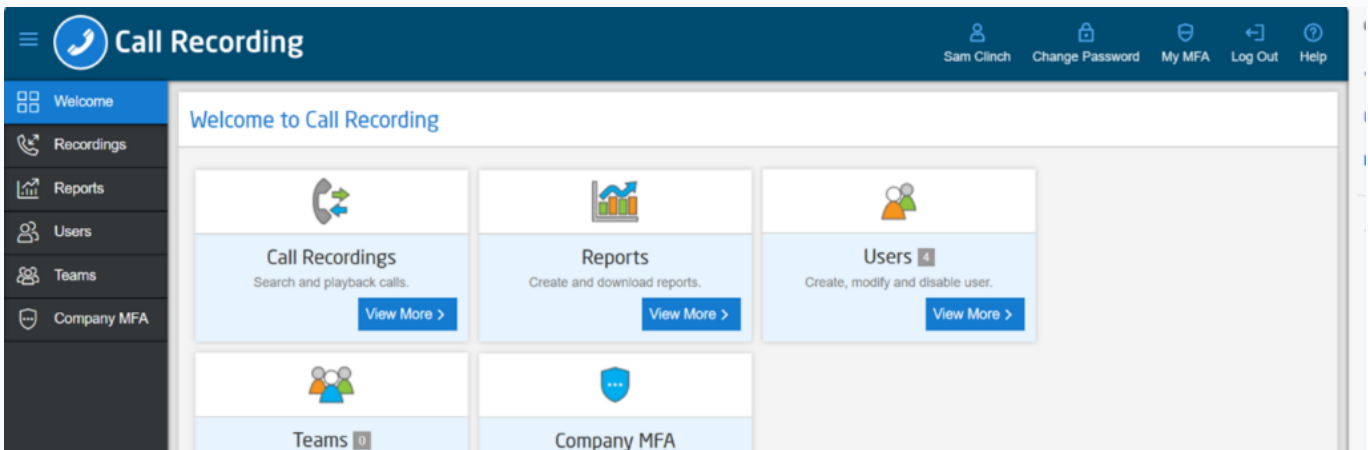 Call Recording
Sam Clinch
Change Password
My MFA
Log Out
Help
Welcome
Recordings
Reports
Users
Teams
Company MFA
Welcome to Call Recording
Call Recordings
Search and playback calls.
View More >
Reports
Create and download reports.
View More >
Users 4
Create, modify and disable user.
View More >
Teams 0
Company MFA